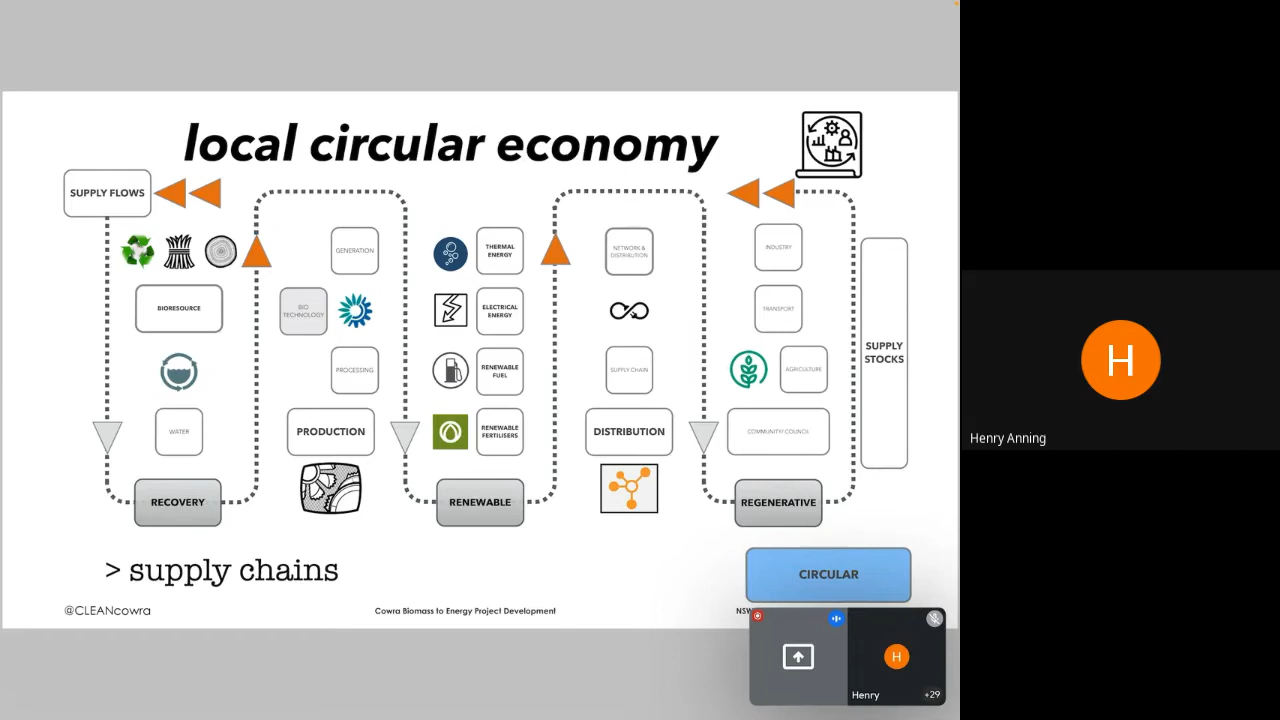 local circular economy
SUPPLY FLOWS
BIORESOURCE
WATER
RECOVERY
GENERATION
BIO
TECHNOLOGY
PROCESSING
PRODUCTION
THERMAL
ENERGY
ELECTRICAL
ENERGY
RENEWABLE
FUEL
RENEWABLE
FERTILISERS
RENEWABLE
NETWORK &
DISTRIBUTION
SUPPLY CHAIN
DISTRIBUTION
INDUSTRY
TRANSPORT
AGRICULTURE
COMMUNITY/ COUNCIL
REGENERATIVE
SUPPLY
STOCKS
> supply chains
CIRCULAR
@CLEANcowra
Cowra Biomass to Energy Project Development
NSW
H
Henry
+29
H
Henry Anning